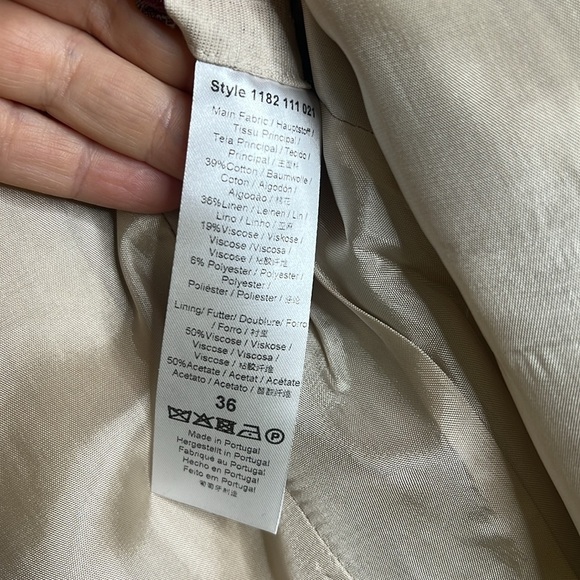 Style 1182 111 021
Main Fabric / Hauptstoff /
Tissu Principal /
Tela Principal / Tecido /
Principal / 主面料
39%Cotton / Baumwolle /
Coton / Algodón /
Algodão / 棉花
36%Linen / Leinen / Lin /
Lino / Linho / 亚麻
19%Viscose / Viskose /
Viscose / Viscosa /
Viscose / 粘胶纤维
6% Polyester / Polyester /
Polyester /
Poliéster / Poliester /
Lining/ Futter/ Doublure/ Forro
/ Forro / 衬里
50%Viscose / Viskose /
Viscose / Viscosa /
Viscose / 粘胶纤维
50%Acetate / Acetat / Acétate
Acetato / Acetato / 醋酸纤维
36
P
Made in Portugal
Hergestellt in Portugal
Fabriqué au Portugal
Hecho en Portugal
Feito em Portugal
葡萄牙制造